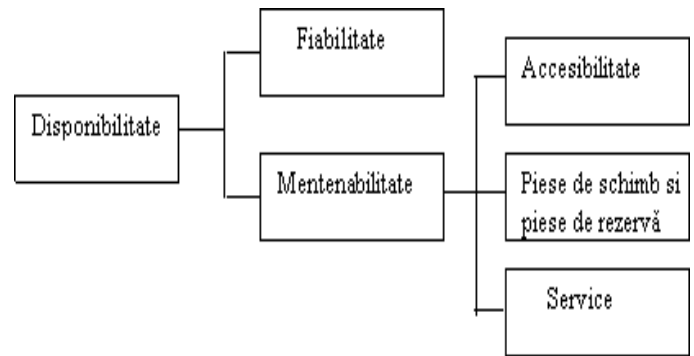 Disponibilitate
Fiabilitate
Mentenabilitate
Accesibilitate
Piese de schimb si
piese de rezervă
Service